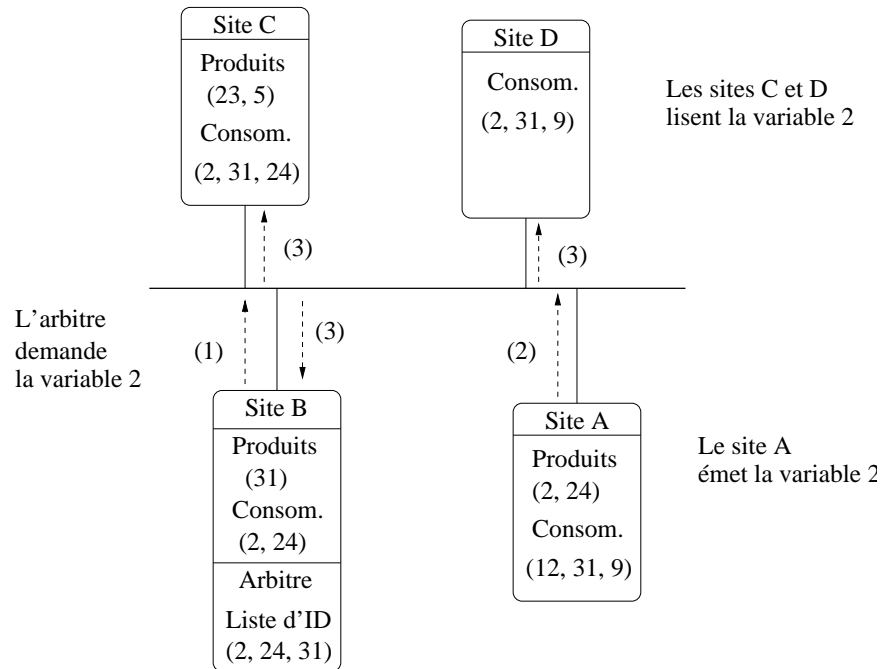 Site C
Produits
(23, 5)
Consom.
(2, 31, 24)
Site D
Consom.
(2, 31, 9)
Les sites C et D
lisent la variable 2
(3)
(3)
L'arbitre
demande
la variable 2
(1)
(3)
(2)
Site B
Produits
(31)
Consom.
(2, 24)
Arbitre
Liste d'ID
(2, 24, 31)
Site A
Produits
(2, 24)
Consom.
(12, 31, 9)
Le site A
émet la variable 2